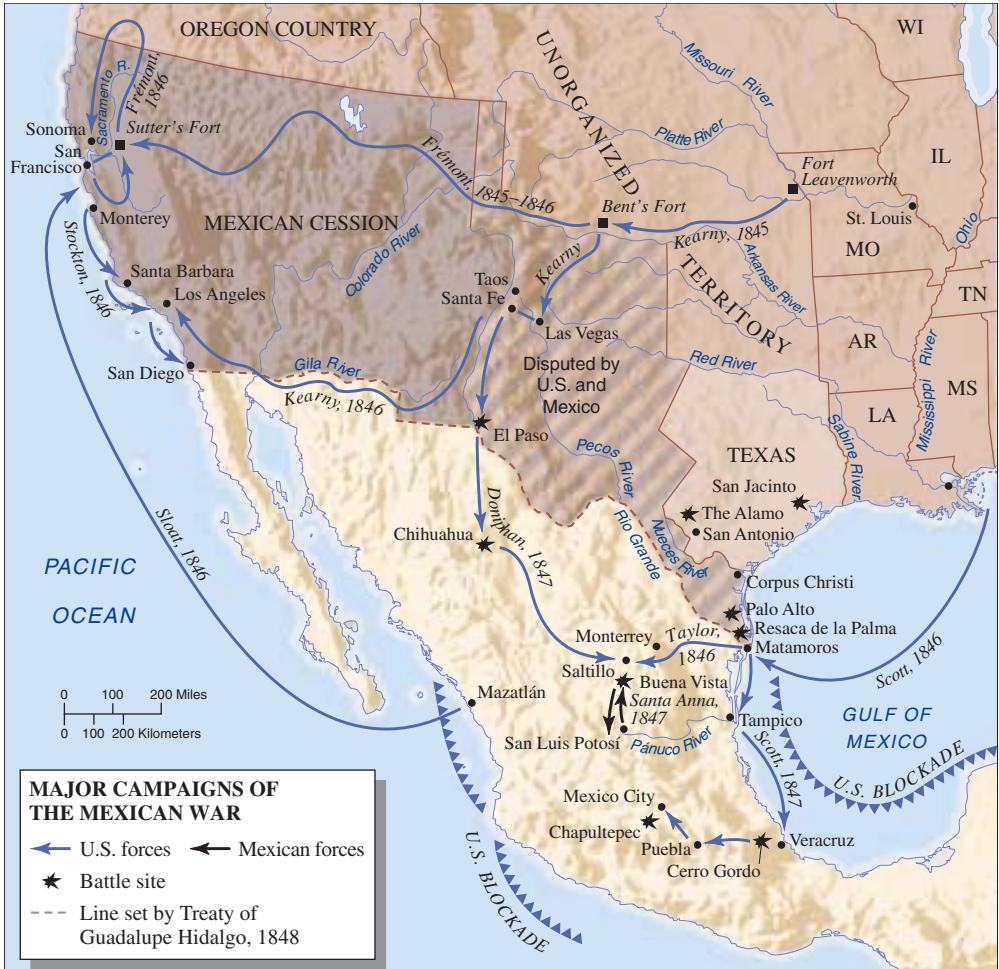 OREGON COUNTRY
UNORGANIZED
TERRITORY
WI
Missouri River
Sacramento R.
Frémont,
1846
Sonoma
Sutter's Fort
San
Francisco
Platte River
IL
Fort
Leavenworth
Frémont, 1845–1846
Bent's Fort
St. Louis
Ohio
Monterey
MEXICAN CESSION
Kearny, 1845
MO
Stockton, 1846
Colorado River
Kearny
Arkansas River
Santa Barbara
Los Angeles
Taos
Santa Fe
TN
Las Vegas
AR
Gila River
San Diego
Disputed by
U.S. and
Mexico
Red River
Mississippi River
MS
Kearny, 1846
LA
El Paso
Pecos
River
TEXAS
Sabine
River
San Jacinto
The Alamo
San Antonio
Doniphan, 1847
Chihuahua
Rio Grande
Nueces River
Sloat, 1846
PACIFIC
OCEAN
Corpus Christi
Palo Alto
Resaca de la Palma
Monterrey
Taylor,
1846
Matamoros
Scott, 1846
Saltillo
Buena Vista
Santa Anna,
1847
0 100 200 Miles
0 100 200 Kilometers
Mazatlán
Tampico
GULF OF
MEXICO
San Luis Potosí
Pánuco River
Scott, 1847
U.S. BLOCKADE
Mexico City
Chapultepec
Puebla
Veracruz
Cerro Gordo
U.S. BLOCKADE
MAJOR CAMPAIGNS OF
THE MEXICAN WAR
U.S. forces Mexican forces
Battle site
Line set by Treaty of
Guadalupe Hidalgo, 1848